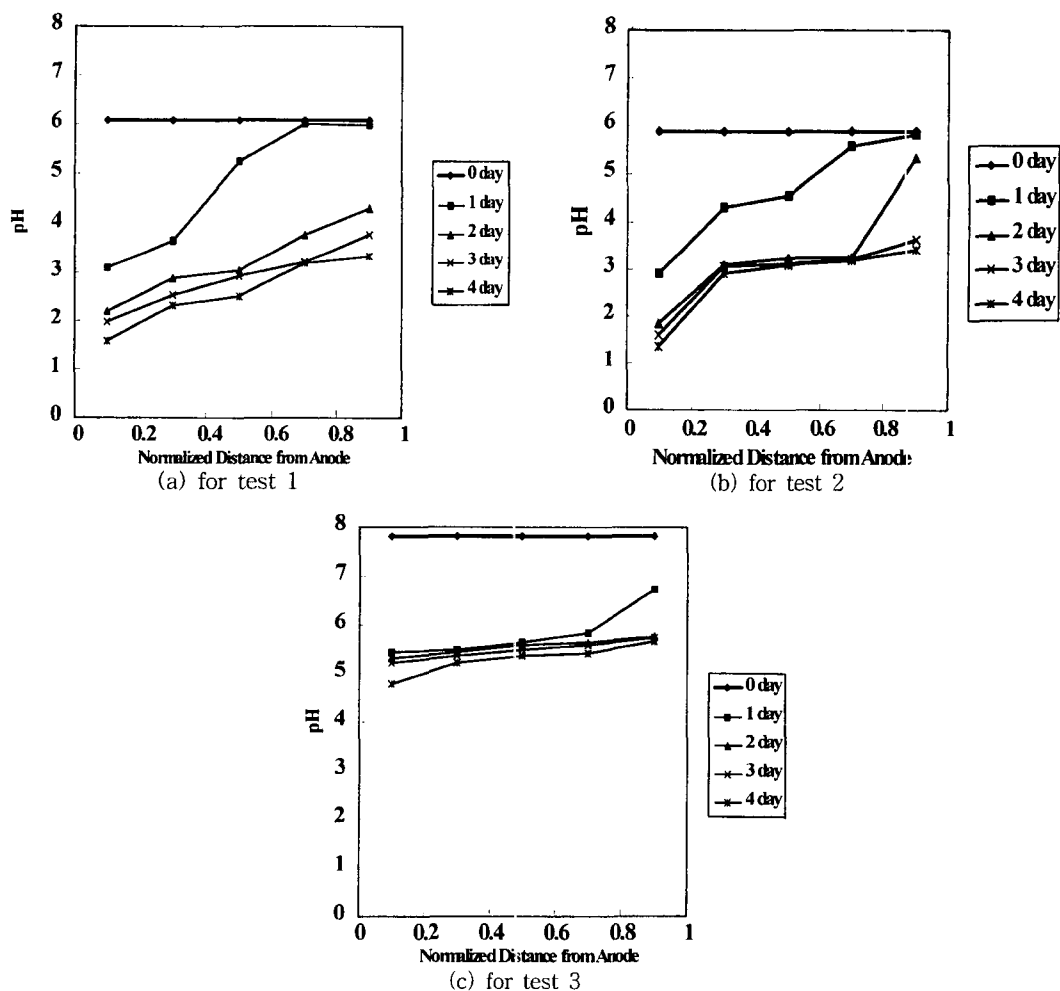 8
7
6
5
4
3
2
1
0
pH
0 0.2 0.4 0.6 0.8 1
Normalized Distance from Anode
0 day
1 day
2 day
3 day
4 day
(a) for test 1
8
7
6
5
4
3
2
1
0
pH
0 0.2 0.4 0.6 0.8 1
Normalized Distance from Anode
0 day
1 day
2 day
3 day
4 day
(b) for test 2
8
7
6
5
4
3
2
1
0
pH
0 0.2 0.4 0.6 0.8 1
Normalized Distance from Anode
0 day
1 day
2 day
3 day
4 day
(c) for test 3